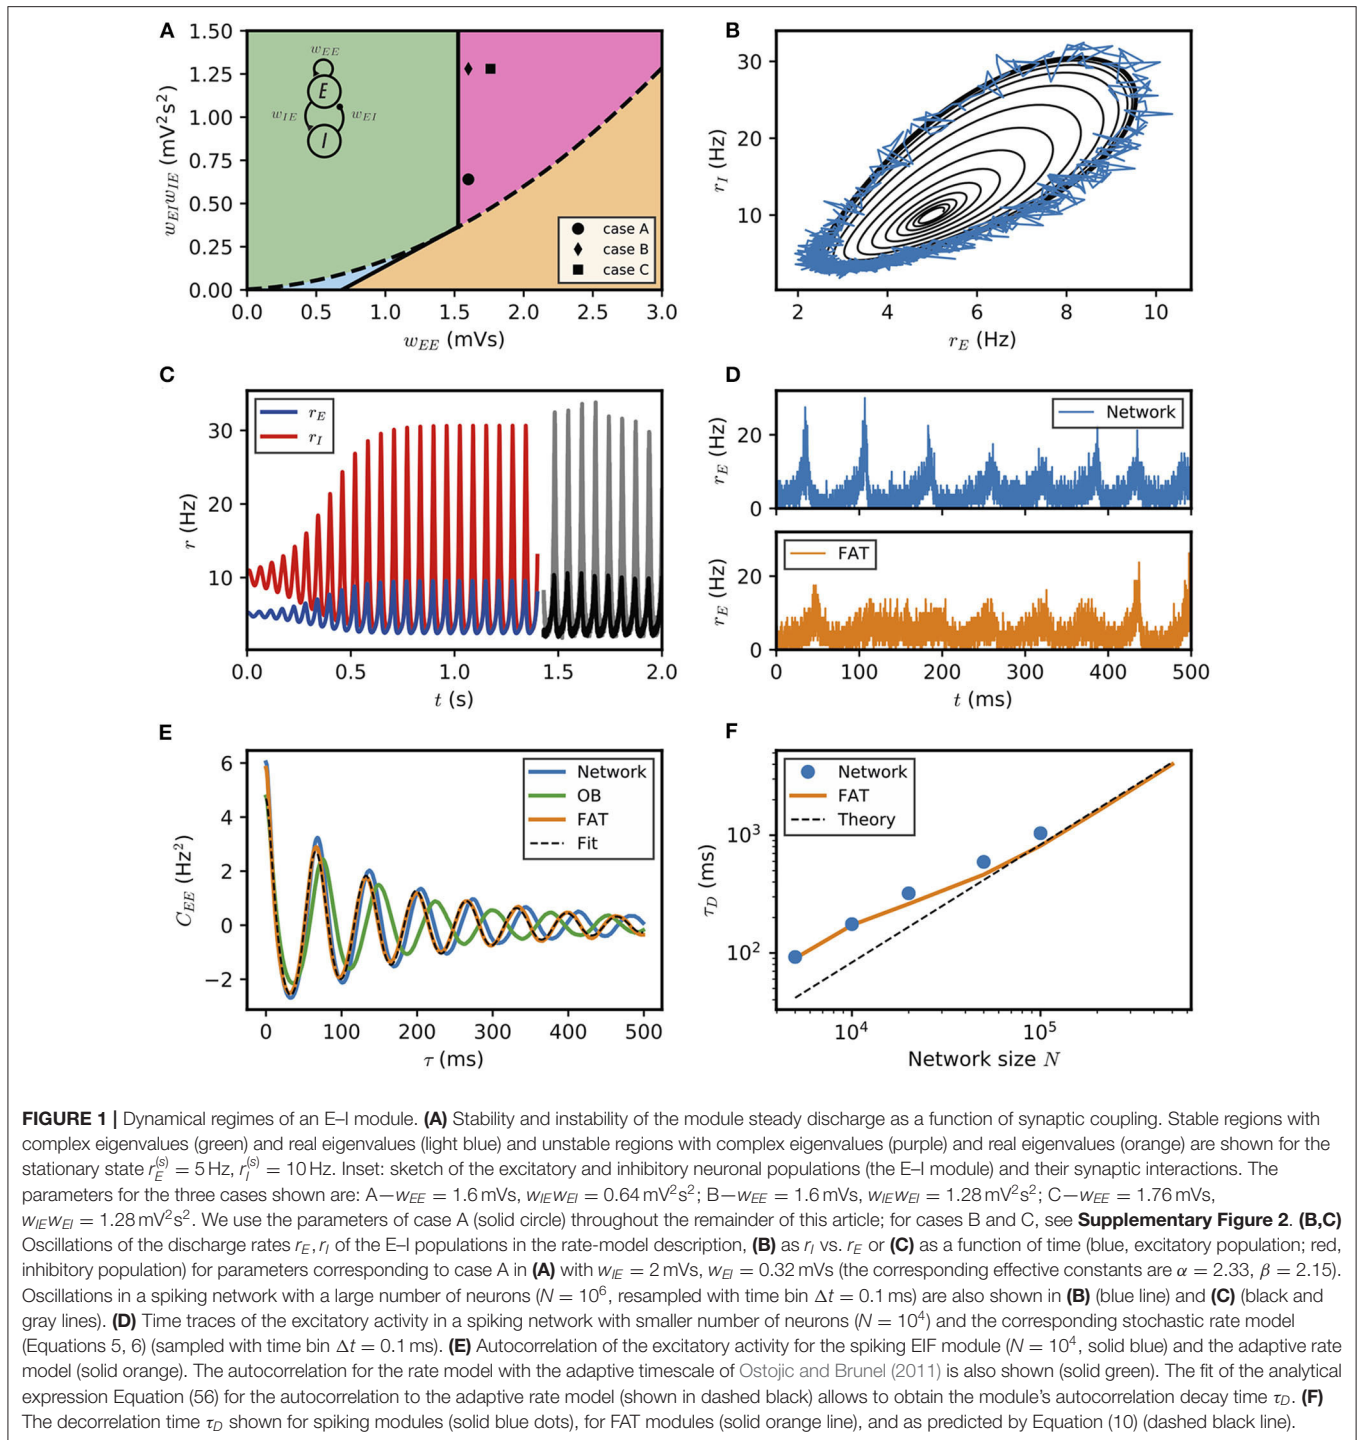 A
1.50
1.25
1.00
0.75
0.50
0.25
0.00
w_EI w_IE (mV²s²)
w_EE
E
w_IE
w_EI
I
case A
case B
case C
0.0 0.5 1.0 1.5 2.0 2.5 3.0
w_EE (mVs)
B
30
20
10
r_I (Hz)
2 4 6 8 10
r_E (Hz)
C
r_E
r_I
30
20
10
r (Hz)
0.0 0.5 1.0 1.5 2.0
t (s)
D
Network
20
0
r_E (Hz)
FAT
20
0
r_E (Hz)
0 100 200 300 400 500
t (ms)
E
6
4
2
0
−2
C_EE (Hz²)
Network
OB
FAT
Fit
0 100 200 300 400 500
τ (ms)
F
Network
FAT
Theory
10³
10²
τ_D (ms)
10⁴ 10⁵
Network size N
FIGURE 1 | Dynamical regimes of an E–I module. (A) Stability and instability of the module steady discharge as a function of synaptic coupling. Stable regions with
complex eigenvalues (green) and real eigenvalues (light blue) and unstable regions with complex eigenvalues (purple) and real eigenvalues (orange) are shown for the
stationary state r_E^(s) = 5 Hz, r_I^(s) = 10 Hz. Inset: sketch of the excitatory and inhibitory neuronal populations (the E–I module) and their synaptic interactions. The
parameters for the three cases shown are: A—w_EE = 1.6 mVs, w_IE w_EI = 0.64 mV²s²; B—w_EE = 1.6 mVs, w_IE w_EI = 1.28 mV²s²; C—w_EE = 1.76 mVs,
w_IE w_EI = 1.28 mV²s². We use the parameters of case A (solid circle) throughout the remainder of this article; for cases B and C, see Supplementary Figure 2. (B,C)
Oscillations of the discharge rates r_E, r_I of the E–I populations in the rate-model description, (B) as r_I vs. r_E or (C) as a function of time (blue, excitatory population; red,
inhibitory population) for parameters corresponding to case A in (A) with w_IE = 2 mVs, w_EI = 0.32 mVs (the corresponding effective constants are α = 2.33, β = 2.15).
Oscillations in a spiking network with a large number of neurons (N = 10⁶, resampled with time bin Δt = 0.1 ms) are also shown in (B) (blue line) and (C) (black and
gray lines). (D) Time traces of the excitatory activity in a spiking network with smaller number of neurons (N = 10⁴) and the corresponding stochastic rate model
(Equations 5, 6) (sampled with time bin Δt = 0.1 ms). (E) Autocorrelation of the excitatory activity for the spiking EIF module (N = 10⁴, solid blue) and the adaptive rate
model (solid orange). The autocorrelation for the rate model with the adaptive timescale of Ostojic and Brunel (2011) is also shown (solid green). The fit of the analytical
expression Equation (56) for the autocorrelation to the adaptive rate model (shown in dashed black) allows to obtain the module's autocorrelation decay time τ_D. (F)
The decorrelation time τ_D shown for spiking modules (solid blue dots), for FAT modules (solid orange line), and as predicted by Equation (10) (dashed black line).